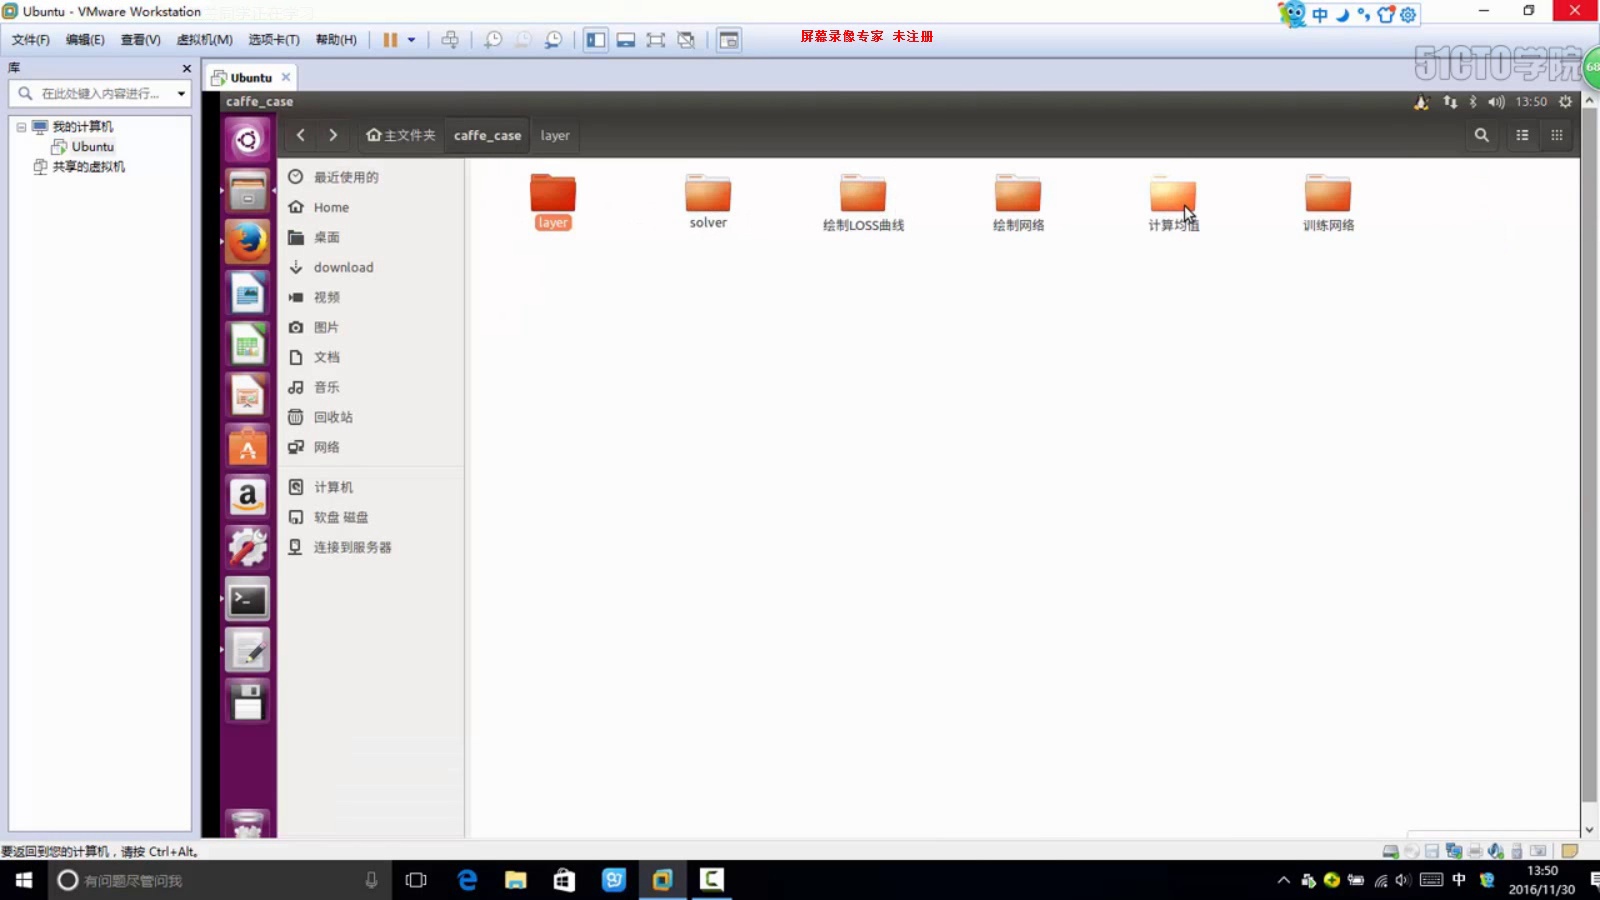 Ubuntu - VMware Workstation
中
文件(F) 编辑(E) 查看(V) 虚拟机(M) 选项卡(T) 帮助(H)
屏幕录像专家 未注册
51CTO学院
68
库
Ubuntu
在此处键入内容进行...
我的计算机
Ubuntu
共享的虚拟机
caffe_case
13:50
主文件夹 caffe_case layer
最近使用的
Home
桌面
download
视频
图片
文档
音乐
回收站
网络
计算机
软盘 磁盘
连接到服务器
layer
solver
绘制LOSS曲线
绘制网络
计算均值
训练网络
要返回到您的计算机，请按 Ctrl+Alt。
有问题尽管问我
中
13:50
2016/11/30